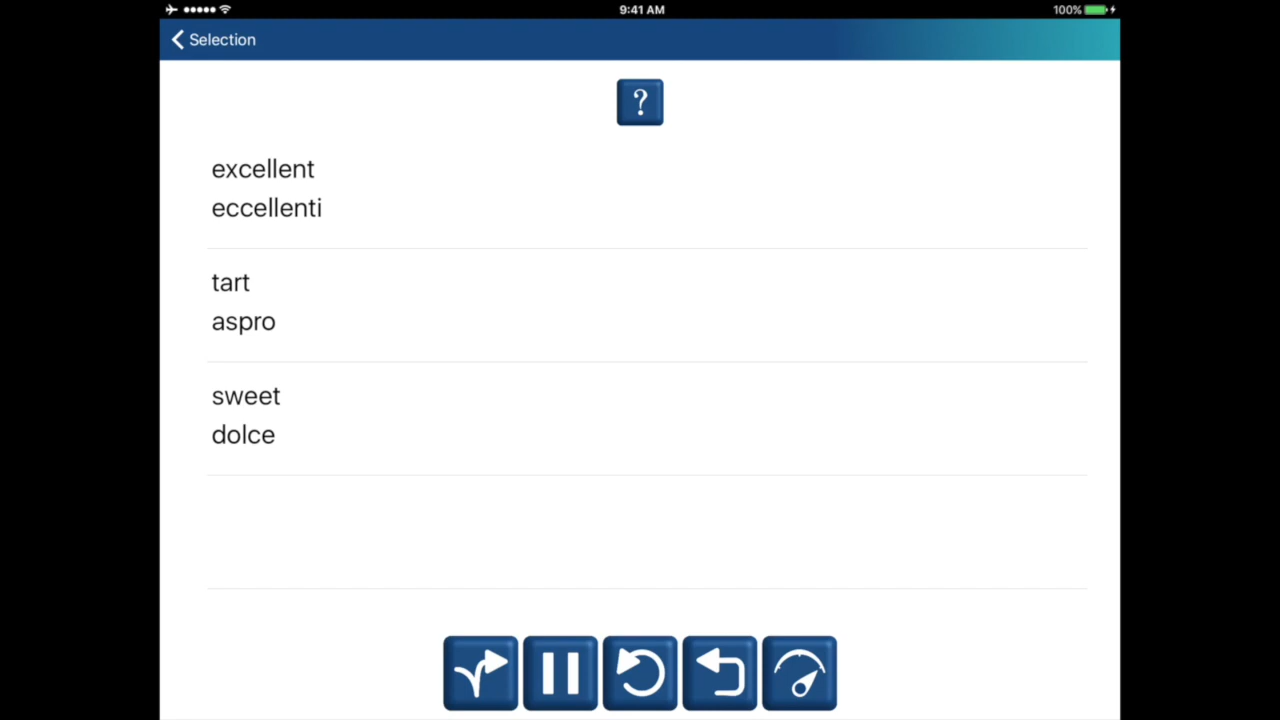 9:41 AM
100%
Selection
?
excellent
eccellenti
tart
aspro
sweet
dolce